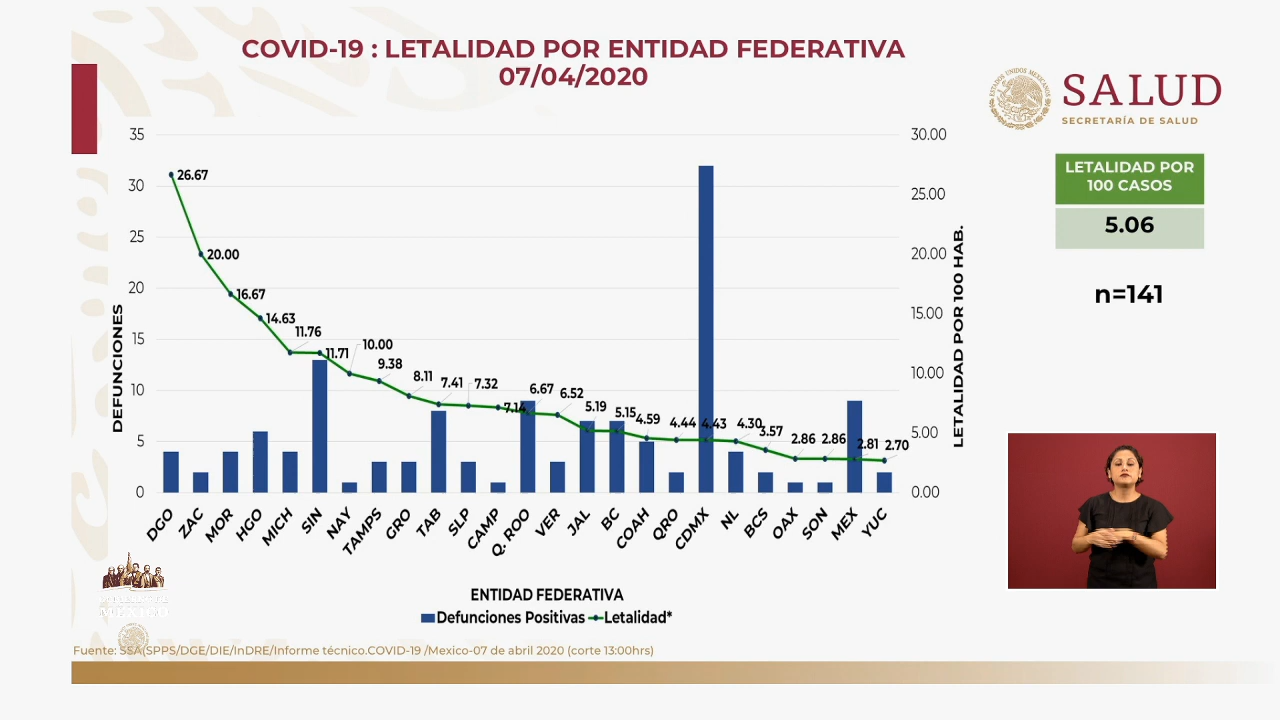 COVID-19 : LETALIDAD POR ENTIDAD FEDERATIVA
07/04/2020
SALUD
SECRETARÍA DE SALUD
ESTADOS UNIDOS MEXICANOS
LETALIDAD POR
100 CASOS
5.06
n=141
DEFUNCIONES
35
30
25
20
15
10
5
0
26.67
20.00
16.67
14.63
11.76
11.71
10.00
9.38
8.11
7.41
7.32
7.14
6.67
6.52
5.19
5.15
4.59
4.44
4.43
4.30
3.57
2.86
2.86
2.81
2.70
30.00
25.00
20.00
15.00
10.00
5.00
0.00
LETALIDAD POR 100 HAB.
DGO
ZAC
MOR
HGO
MICH
SIN
NAY
TAMPS
GRO
TAB
SLP
CAMP
Q. ROO
VER
JAL
BC
COAH
QRO
CDMX
NL
BCS
OAX
SON
MEX
YUC
ENTIDAD FEDERATIVA
Defunciones Positivas Letalidad*
MÉXICO
Fuente: SSA(SPPS/DGE/DIE/InDRE/Informe técnico.COVID-19 /Mexico-07 de abril 2020 (corte 13:00hrs)